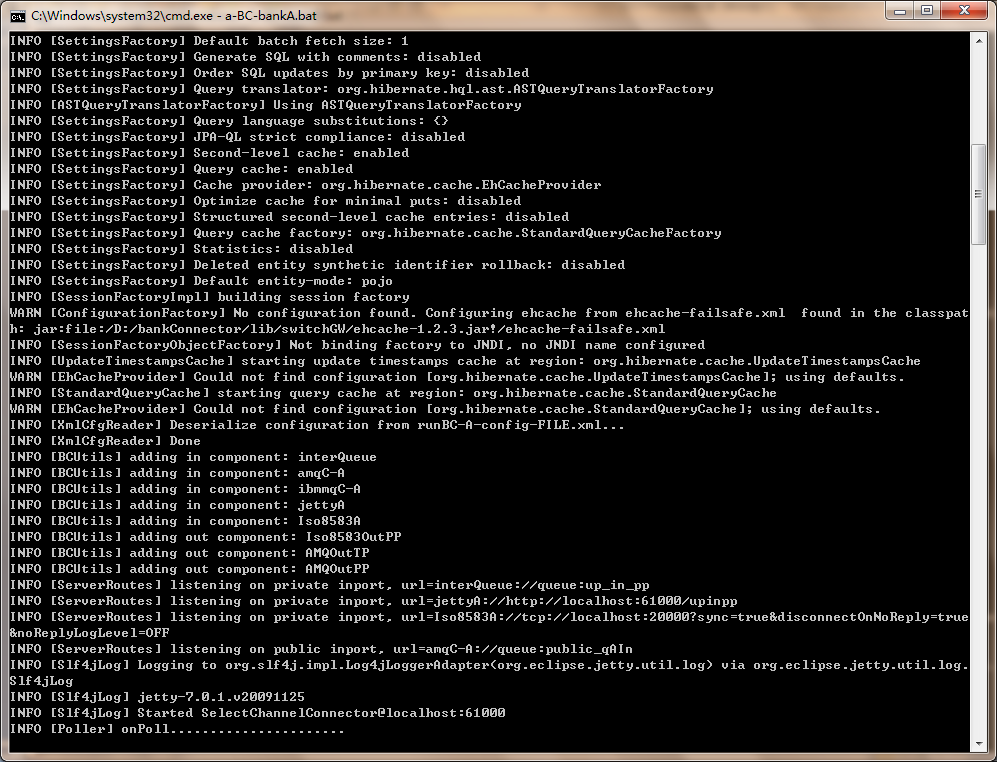 C:\Windows\system32\cmd.exe - a-BC-bankA.bat
INFO [SettingsFactory] Default batch fetch size: 1
INFO [SettingsFactory] Generate SQL with comments: disabled
INFO [SettingsFactory] Order SQL updates by primary key: disabled
INFO [SettingsFactory] Query translator: org.hibernate.hql.ast.ASTQueryTranslatorFactory
INFO [ASTQueryTranslatorFactory] Using ASTQueryTranslatorFactory
INFO [SettingsFactory] Query language substitutions: {}
INFO [SettingsFactory] JPA-QL strict compliance: disabled
INFO [SettingsFactory] Second-level cache: enabled
INFO [SettingsFactory] Query cache: enabled
INFO [SettingsFactory] Cache provider: org.hibernate.cache.EhCacheProvider
INFO [SettingsFactory] Optimize cache for minimal puts: disabled
INFO [SettingsFactory] Structured second-level cache entries: disabled
INFO [SettingsFactory] Query cache factory: org.hibernate.cache.StandardQueryCacheFactory
INFO [SettingsFactory] Statistics: disabled
INFO [SettingsFactory] Deleted entity synthetic identifier rollback: disabled
INFO [SettingsFactory] Default entity-mode: pojo
INFO [SessionFactoryImpl] building session factory
WARN [ConfigurationFactory] No configuration found. Configuring ehcache from ehcache-failsafe.xml  found in the classpat
h: jar:file:/D:/bankConnector/lib/switchGW/ehcache-1.2.3.jar!/ehcache-failsafe.xml
INFO [SessionFactoryObjectFactory] Not binding factory to JNDI, no JNDI name configured
INFO [UpdateTimestampsCache] starting update timestamps cache at region: org.hibernate.cache.UpdateTimestampsCache
WARN [EhCacheProvider] Could not find configuration [org.hibernate.cache.UpdateTimestampsCache]; using defaults.
INFO [StandardQueryCache] starting query cache at region: org.hibernate.cache.StandardQueryCache
WARN [EhCacheProvider] Could not find configuration [org.hibernate.cache.StandardQueryCache]; using defaults.
INFO [XmlCfgReader] Deserialize configuration from runBC-A-config-FILE.xml...
INFO [XmlCfgReader] Done
INFO [BCUtils] adding in component: interQueue
INFO [BCUtils] adding in component: amqC-A
INFO [BCUtils] adding in component: ibmmqC-A
INFO [BCUtils] adding in component: jettyA
INFO [BCUtils] adding in component: Iso8583A
INFO [BCUtils] adding out component: Iso8583OutPP
INFO [BCUtils] adding out component: AMQOutTP
INFO [BCUtils] adding out component: AMQOutPP
INFO [ServerRoutes] listening on private inport, url=interQueue://queue:up_in_pp
INFO [ServerRoutes] listening on private inport, url=jettyA://http://localhost:61000/upinpp
INFO [ServerRoutes] listening on private inport, url=Iso8583A://tcp://localhost:20000?sync=true&disconnectOnNoReply=true
&noReplyLogLevel=OFF
INFO [ServerRoutes] listening on public inport, url=amqC-A://queue:public_qAIn
INFO [Slf4jLog] Logging to org.slf4j.impl.Log4jLoggerAdapter(org.eclipse.jetty.util.log) via org.eclipse.jetty.util.log.
Slf4jLog
INFO [Slf4jLog] jetty-7.0.1.v20091125
INFO [Slf4jLog] Started SelectChannelConnector@localhost:61000
INFO [Poller] onPoll......................